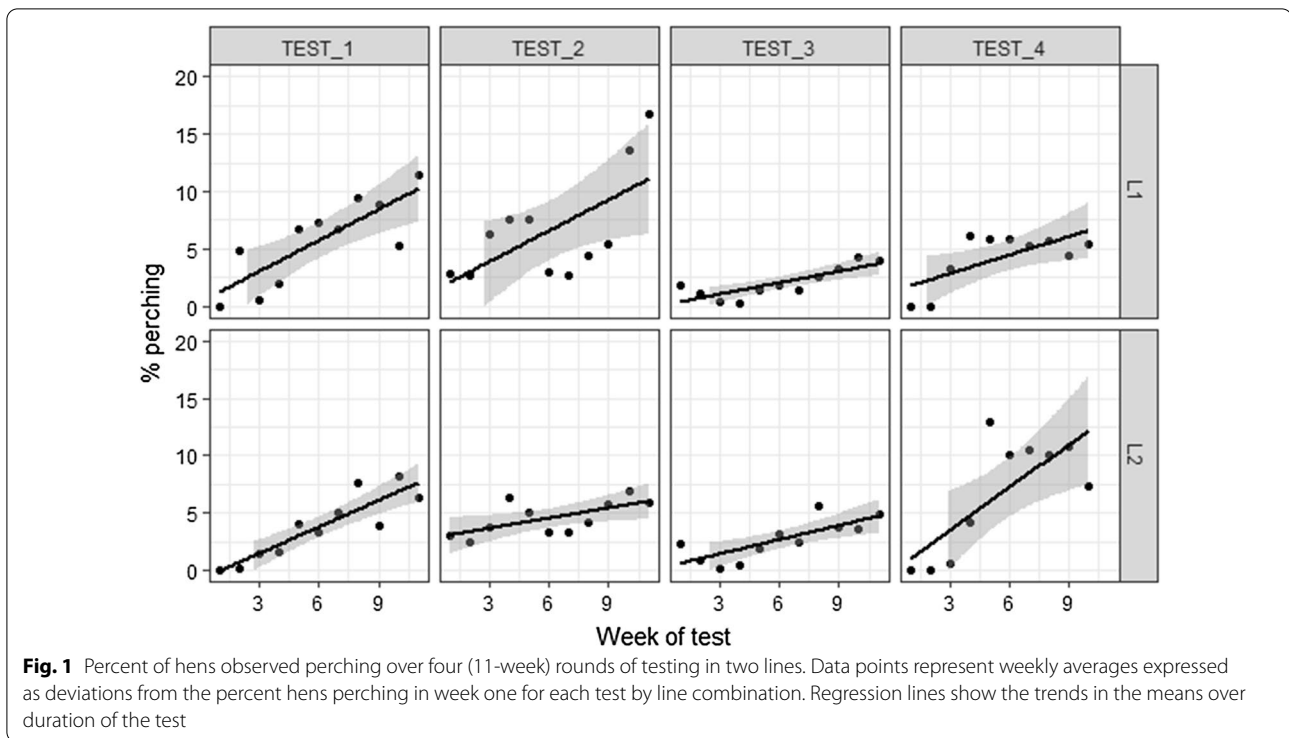 TEST_1 TEST_2 TEST_3 TEST_4
20
15
10
5
0
L1
% perching
20
15
10
5
0
L2
3 6 9 3 6 9 3 6 9 3 6 9
Week of test
Fig. 1 Percent of hens observed perching over four (11-week) rounds of testing in two lines. Data points represent weekly averages expressed
as deviations from the percent hens perching in week one for each test by line combination. Regression lines show the trends in the means over
duration of the test